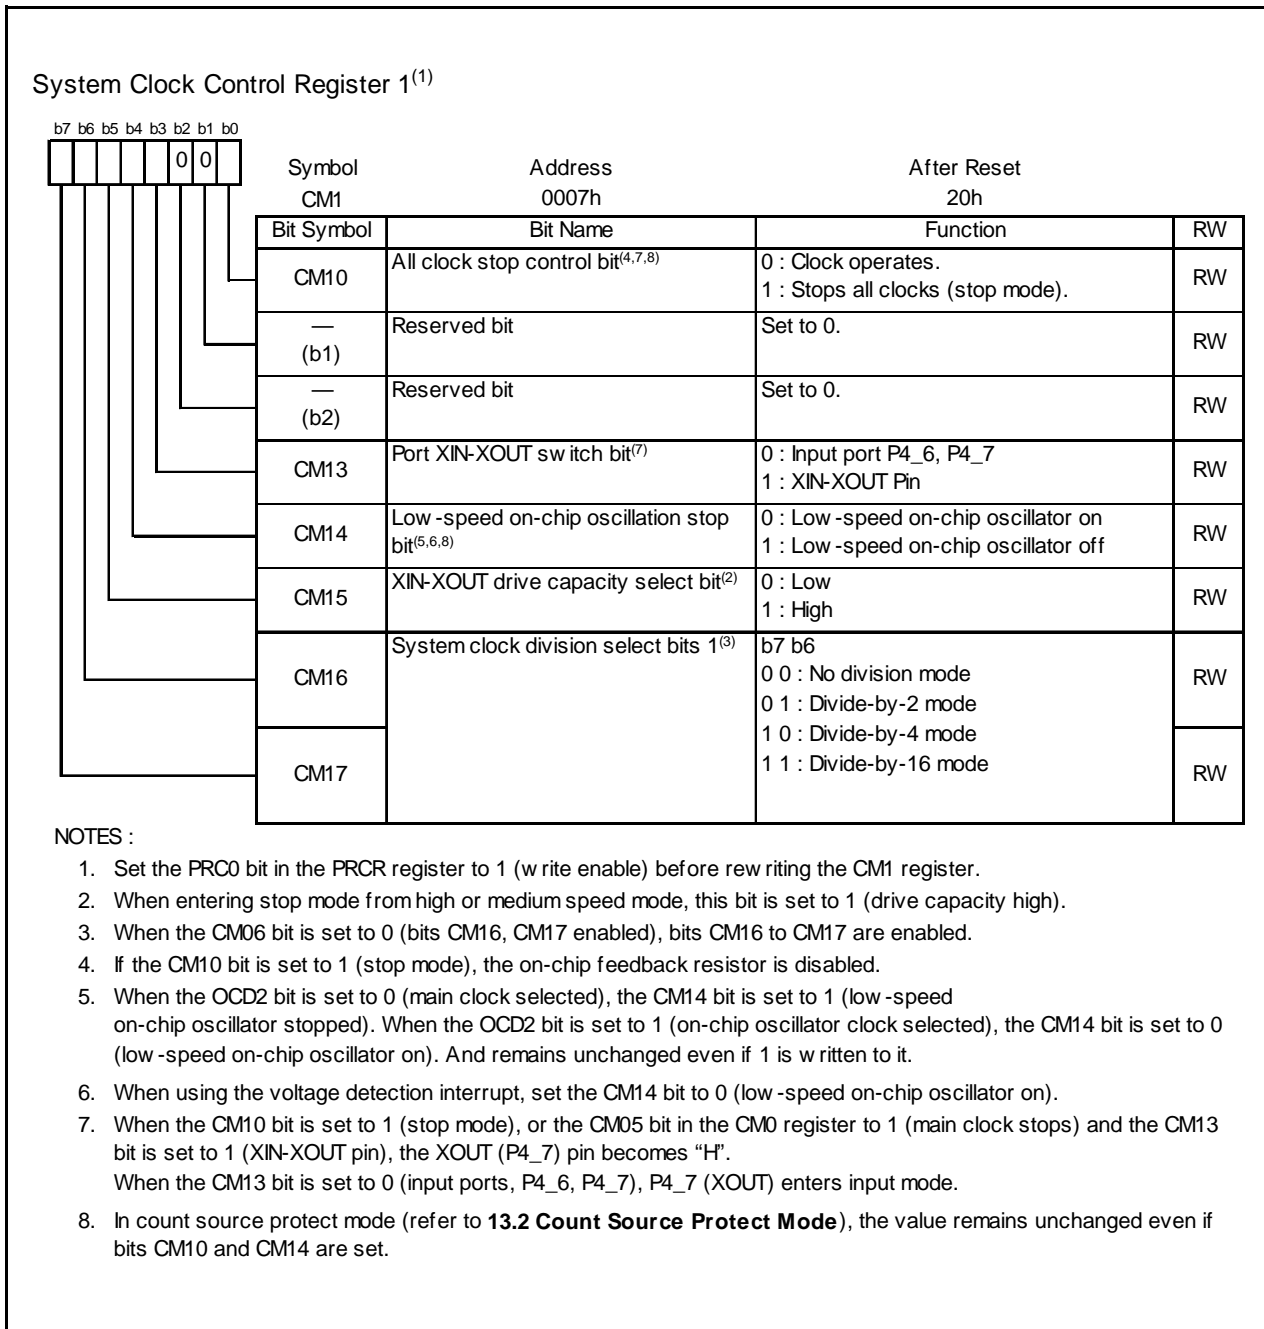 System Clock Control Register 1(1)
b7 b6 b5 b4 b3 b2 b1 b0
0 0
Symbol Address After Reset
CM1 0007h 20h
Bit Symbol Bit Name Function RW
CM10 All clock stop control bit(4,7,8) 0 : Clock operates. RW
1 : Stops all clocks (stop mode).
— Reserved bit Set to 0. RW
(b1)
— Reserved bit Set to 0. RW
(b2)
CM13 Port XIN-XOUT switch bit(7) 0 : Input port P4_6, P4_7 RW
1 : XIN-XOUT Pin
CM14 Low-speed on-chip oscillation stop 0 : Low-speed on-chip oscillator on RW
bit(5,6,8) 1 : Low-speed on-chip oscillator off
CM15 XIN-XOUT drive capacity select bit(2) 0 : Low RW
1 : High
CM16 System clock division select bits 1(3) b7 b6 RW
0 0 : No division mode
0 1 : Divide-by-2 mode
1 0 : Divide-by-4 mode
CM17 1 1 : Divide-by-16 mode RW
NOTES :
1. Set the PRC0 bit in the PRCR register to 1 (write enable) before rewriting the CM1 register.
2. When entering stop mode from high or medium speed mode, this bit is set to 1 (drive capacity high).
3. When the CM06 bit is set to 0 (bits CM16, CM17 enabled), bits CM16 to CM17 are enabled.
4. If the CM10 bit is set to 1 (stop mode), the on-chip feedback resistor is disabled.
5. When the OCD2 bit is set to 0 (main clock selected), the CM14 bit is set to 1 (low-speed
on-chip oscillator stopped). When the OCD2 bit is set to 1 (on-chip oscillator clock selected), the CM14 bit is set to 0
(low-speed on-chip oscillator on). And remains unchanged even if 1 is written to it.
6. When using the voltage detection interrupt, set the CM14 bit to 0 (low-speed on-chip oscillator on).
7. When the CM10 bit is set to 1 (stop mode), or the CM05 bit in the CM0 register to 1 (main clock stops) and the CM13
bit is set to 1 (XIN-XOUT pin), the XOUT (P4_7) pin becomes “H”.
When the CM13 bit is set to 0 (input ports, P4_6, P4_7), P4_7 (XOUT) enters input mode.
8. In count source protect mode (refer to 13.2 Count Source Protect Mode), the value remains unchanged even if
bits CM10 and CM14 are set.